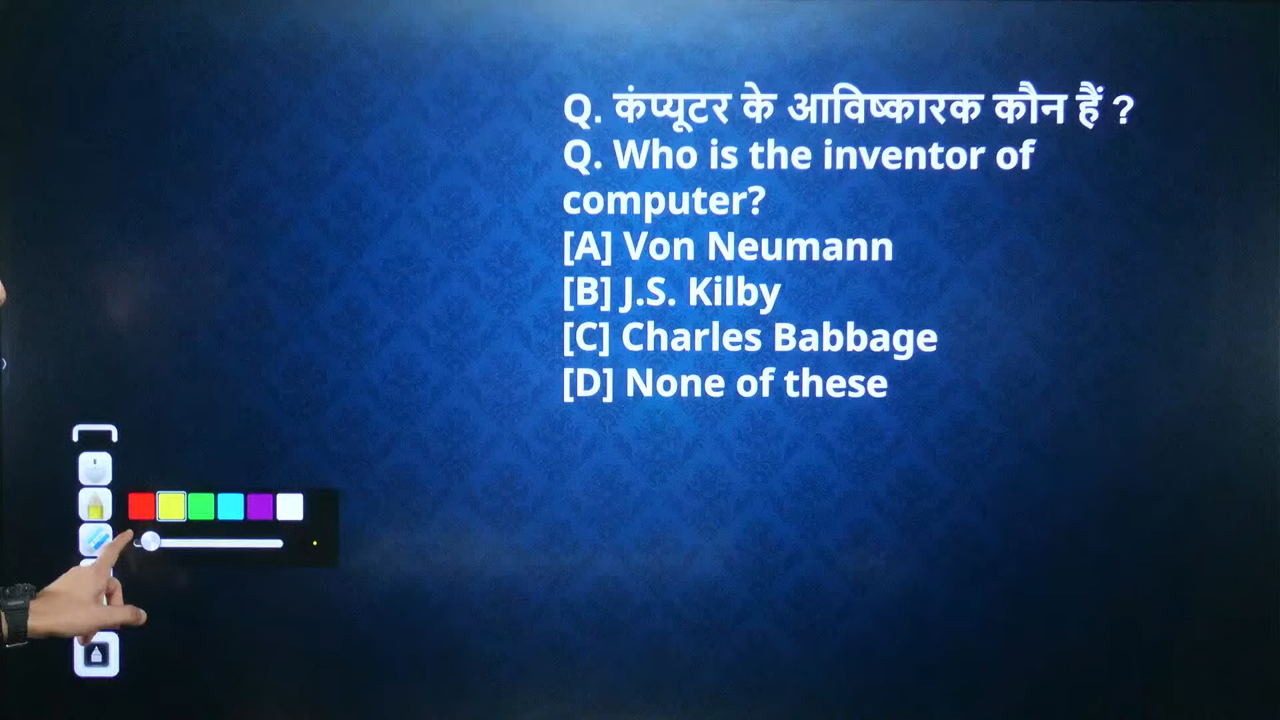 Q. कंप्यूटर के आविष्कारक कौन हैं ?
Q. Who is the inventor of
computer?
[A] Von Neumann
[B] J.S. Kilby
[C] Charles Babbage
[D] None of these